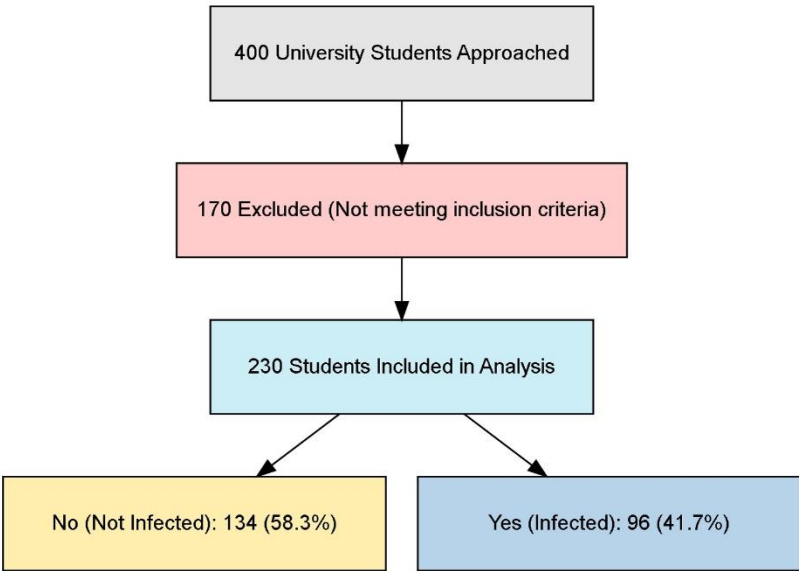 400 University Students Approached
170 Excluded (Not meeting inclusion criteria)
230 Students Included in Analysis
No (Not Infected): 134 (58.3%)
Yes (Infected): 96 (41.7%)